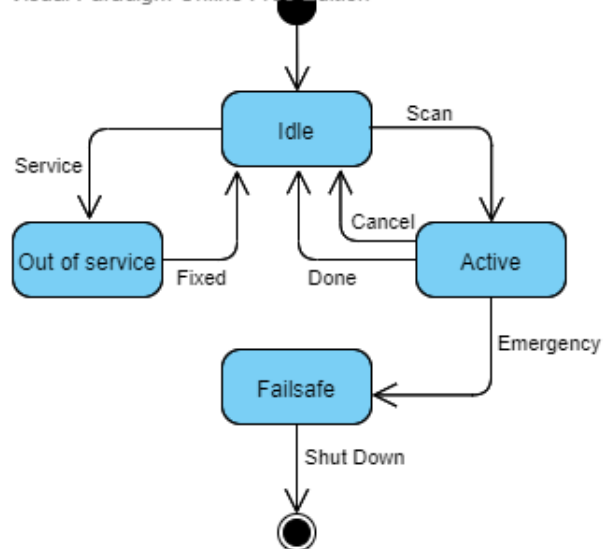 Idle
Scan
Service
Cancel
Out of service
Active
Fixed
Done
Emergency
Failsafe
Shut Down